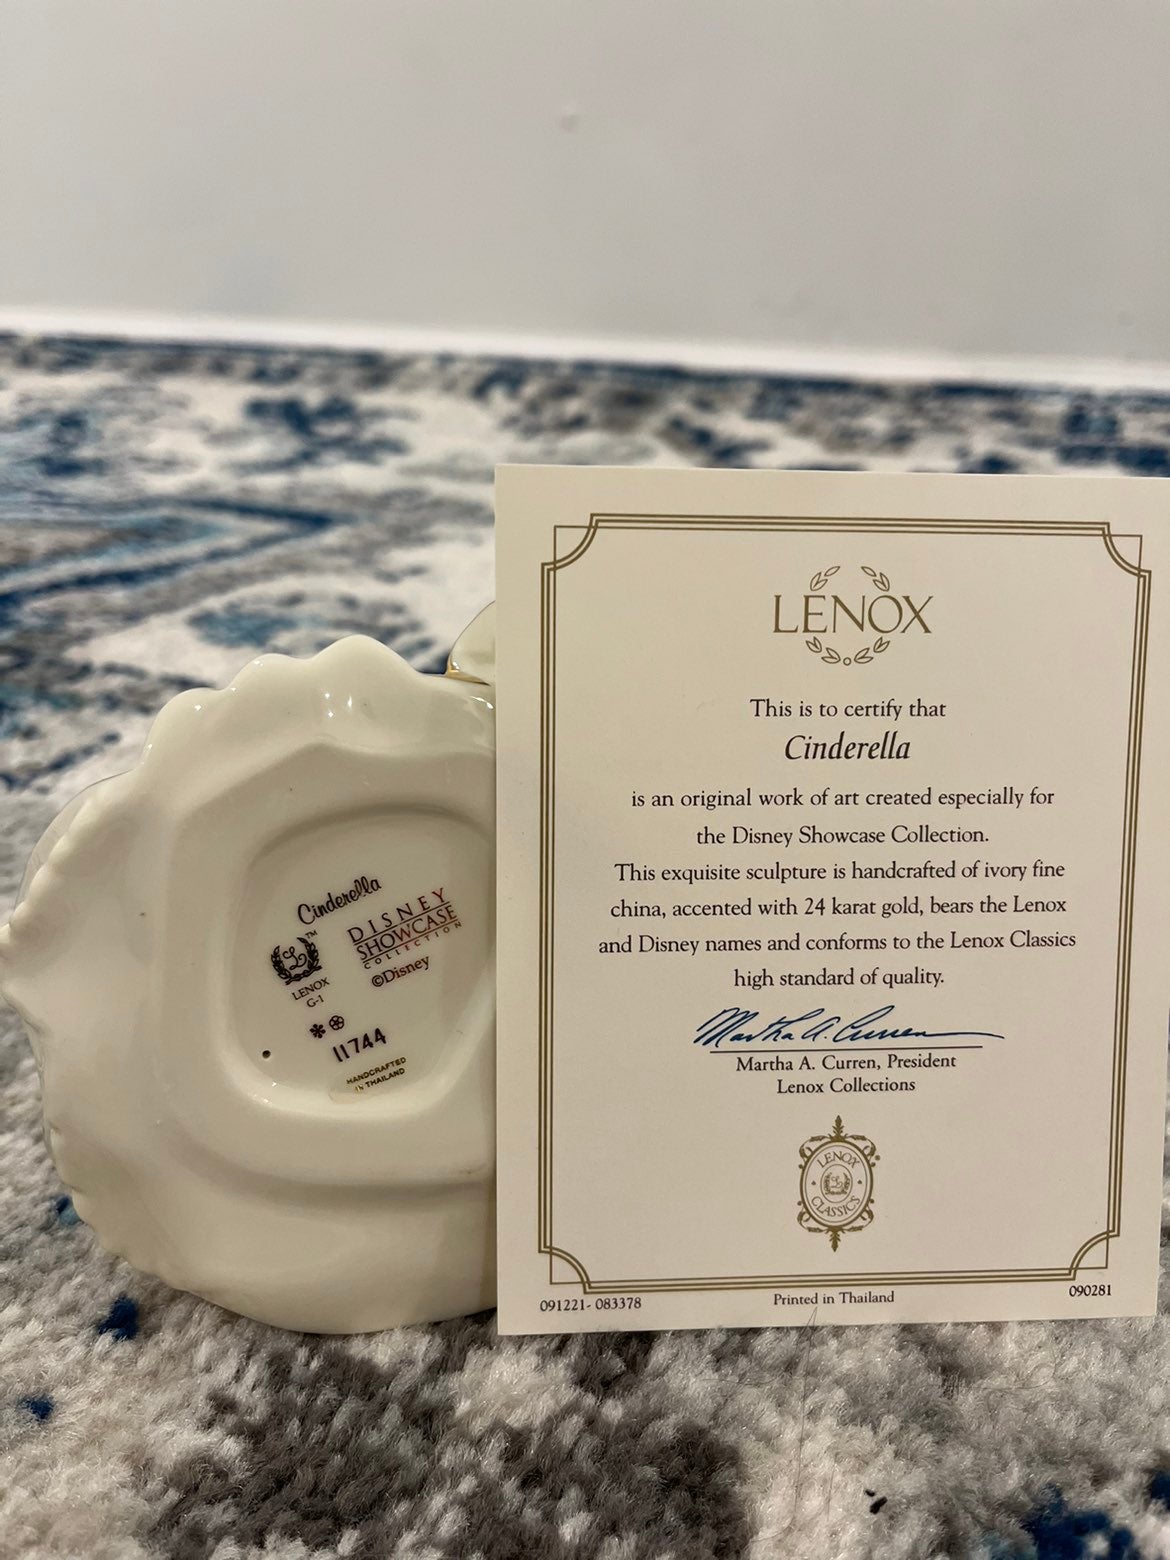 Cinderella
DISNEY
SHOWCASE
COLLECTION
©Disney
L
TM
LENOX
G-1
11744
HANDCRAFTED
IN THAILAND
LENOX
This is to certify that
Cinderella
is an original work of art created especially for
the Disney Showcase Collection.
This exquisite sculpture is handcrafted of ivory fine
china, accented with 24 karat gold, bears the Lenox
and Disney names and conforms to the Lenox Classics
high standard of quality.
Martha A. Curren
Martha A. Curren, President
Lenox Collections
LENOX
L
CLASSICS
091221- 083378
Printed in Thailand
090281